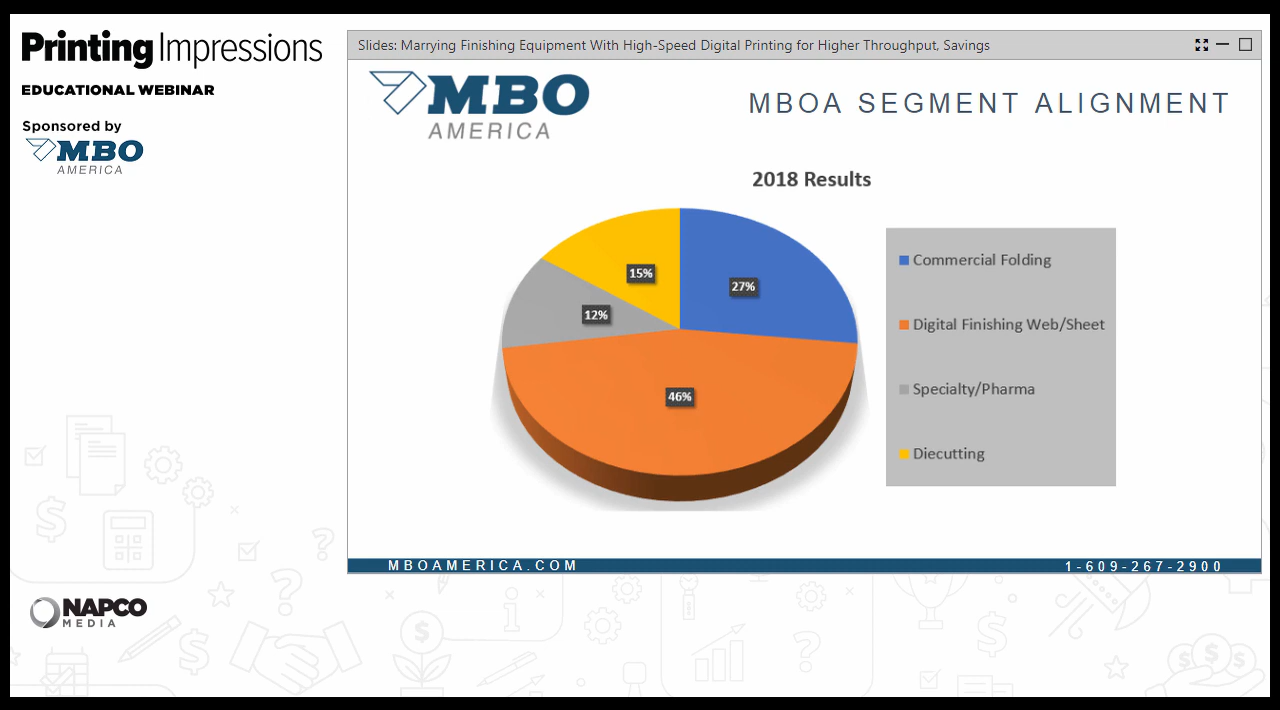 Printing Impressions
EDUCATIONAL WEBINAR
Sponsored by
MBO
AMERICA
Slides: Marrying Finishing Equipment With High-Speed Digital Printing for Higher Throughput, Savings
MBO
AMERICA
MBOA SEGMENT ALIGNMENT
2018 Results
15%
27%
12%
46%
Commercial Folding
Digital Finishing Web/Sheet
Specialty/Pharma
Diecutting
MBOAMERICA.COM
1-609-267-2900
NAPCO
MEDIA